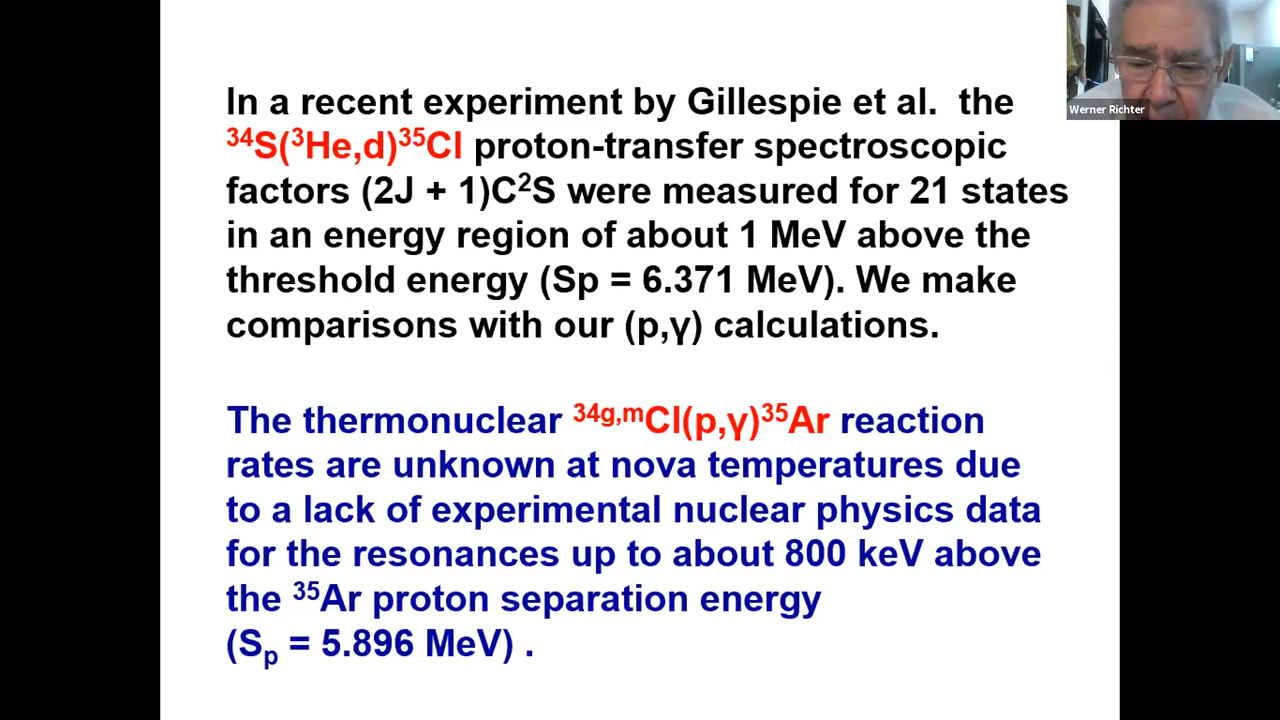 In a recent experiment by Gillespie et al.  the
³⁴S(³He,d)³⁵Cl proton-transfer spectroscopic
factors (2J + 1)C²S were measured for 21 states
in an energy region of about 1 MeV above the
threshold energy (Sp = 6.371 MeV). We make
comparisons with our (p,γ) calculations.
The thermonuclear ³⁴ᵍ,ᵐCl(p,γ)³⁵Ar reaction
rates are unknown at nova temperatures due
to a lack of experimental nuclear physics data
for the resonances up to about 800 keV above
the ³⁵Ar proton separation energy
(Sₚ = 5.896 MeV) .
Werner Richter